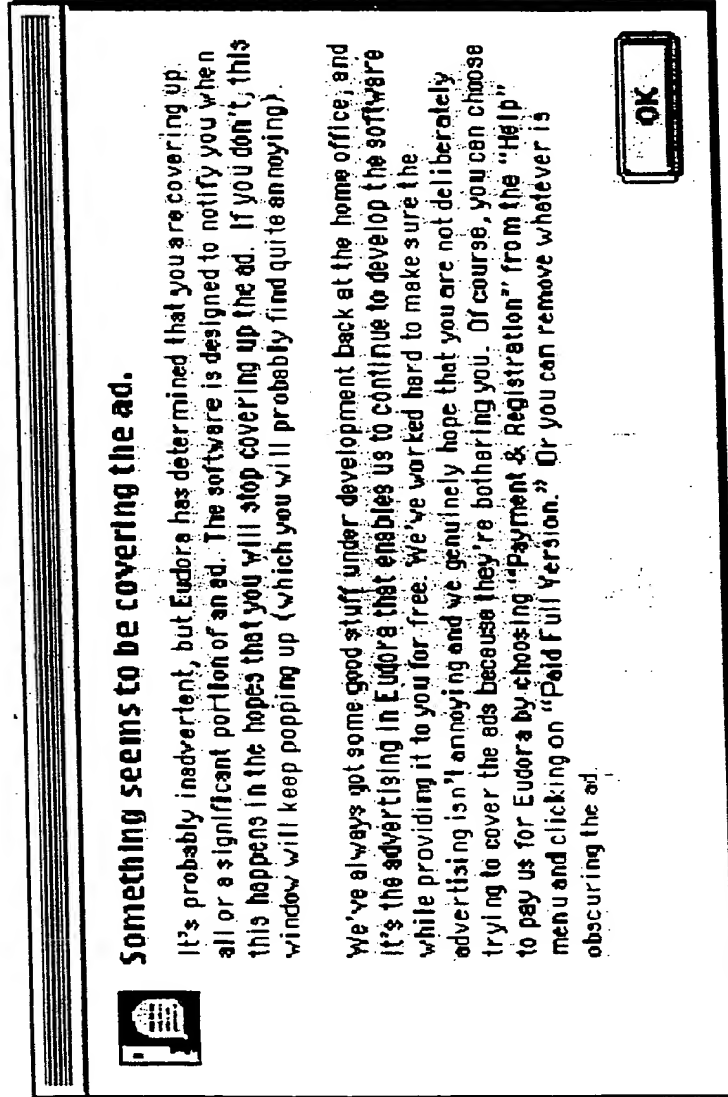 Something seems to be covering the ad.
It's probably inadvertent, but Eudora has determined that you are covering up
all or a significant portion of an ad. The software is designed to notify you when
this happens in the hopes that you will stop covering up the ad. If you don't, this
window will keep popping up (which you will probably find quite annoying).
We've always got some good stuff under development back at the home office, and
it's the advertising in Eudora that enables us to continue to develop the software
while providing it to you for free. We've worked hard to make sure the
advertising isn't annoying and we genuinely hope that you are not deliberately
trying to cover the ads because they're bothering you. Of course, you can choose
to pay us for Eudora by choosing "Payment & Registration" from the "Help"
menu and clicking on "Paid Full Version." Or you can remove whatever is
obscuring the ad.
OK